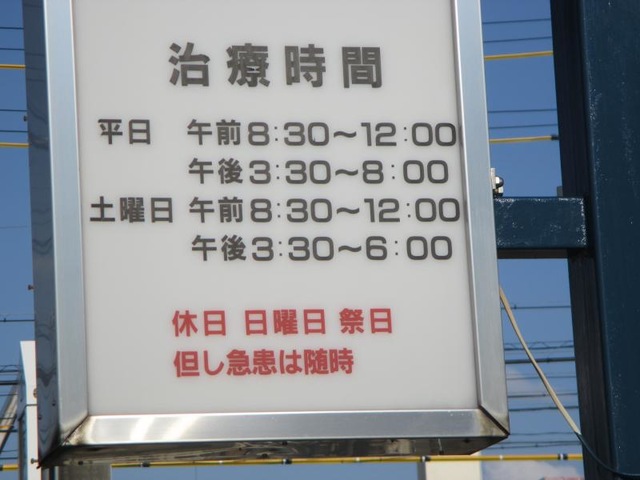 治療時間
平日 午前8:30〜12:00
午後3:30〜8:00
土曜日 午前8:30〜12:00
午後3:30〜6:00
休日 日曜日 祭日
但し急患は随時